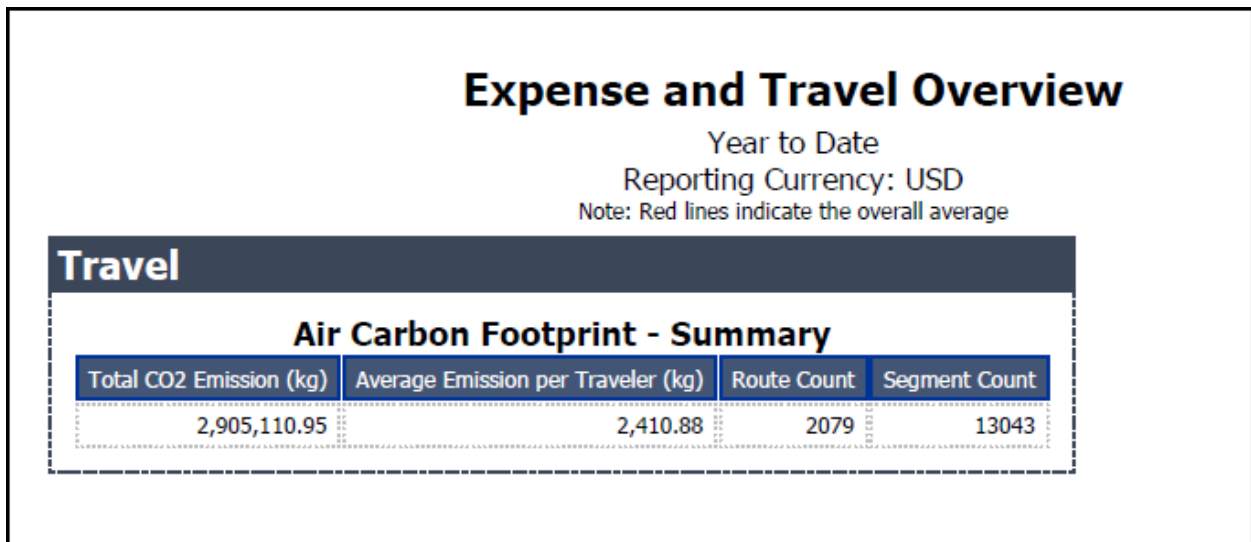 Expense and Travel Overview
Year to Date
Reporting Currency: USD
Note: Red lines indicate the overall average
Travel
Air Carbon Footprint - Summary
Total CO2 Emission (kg) Average Emission per Traveler (kg) Route Count Segment Count
2,905,110.95 2,410.88 2079 13043